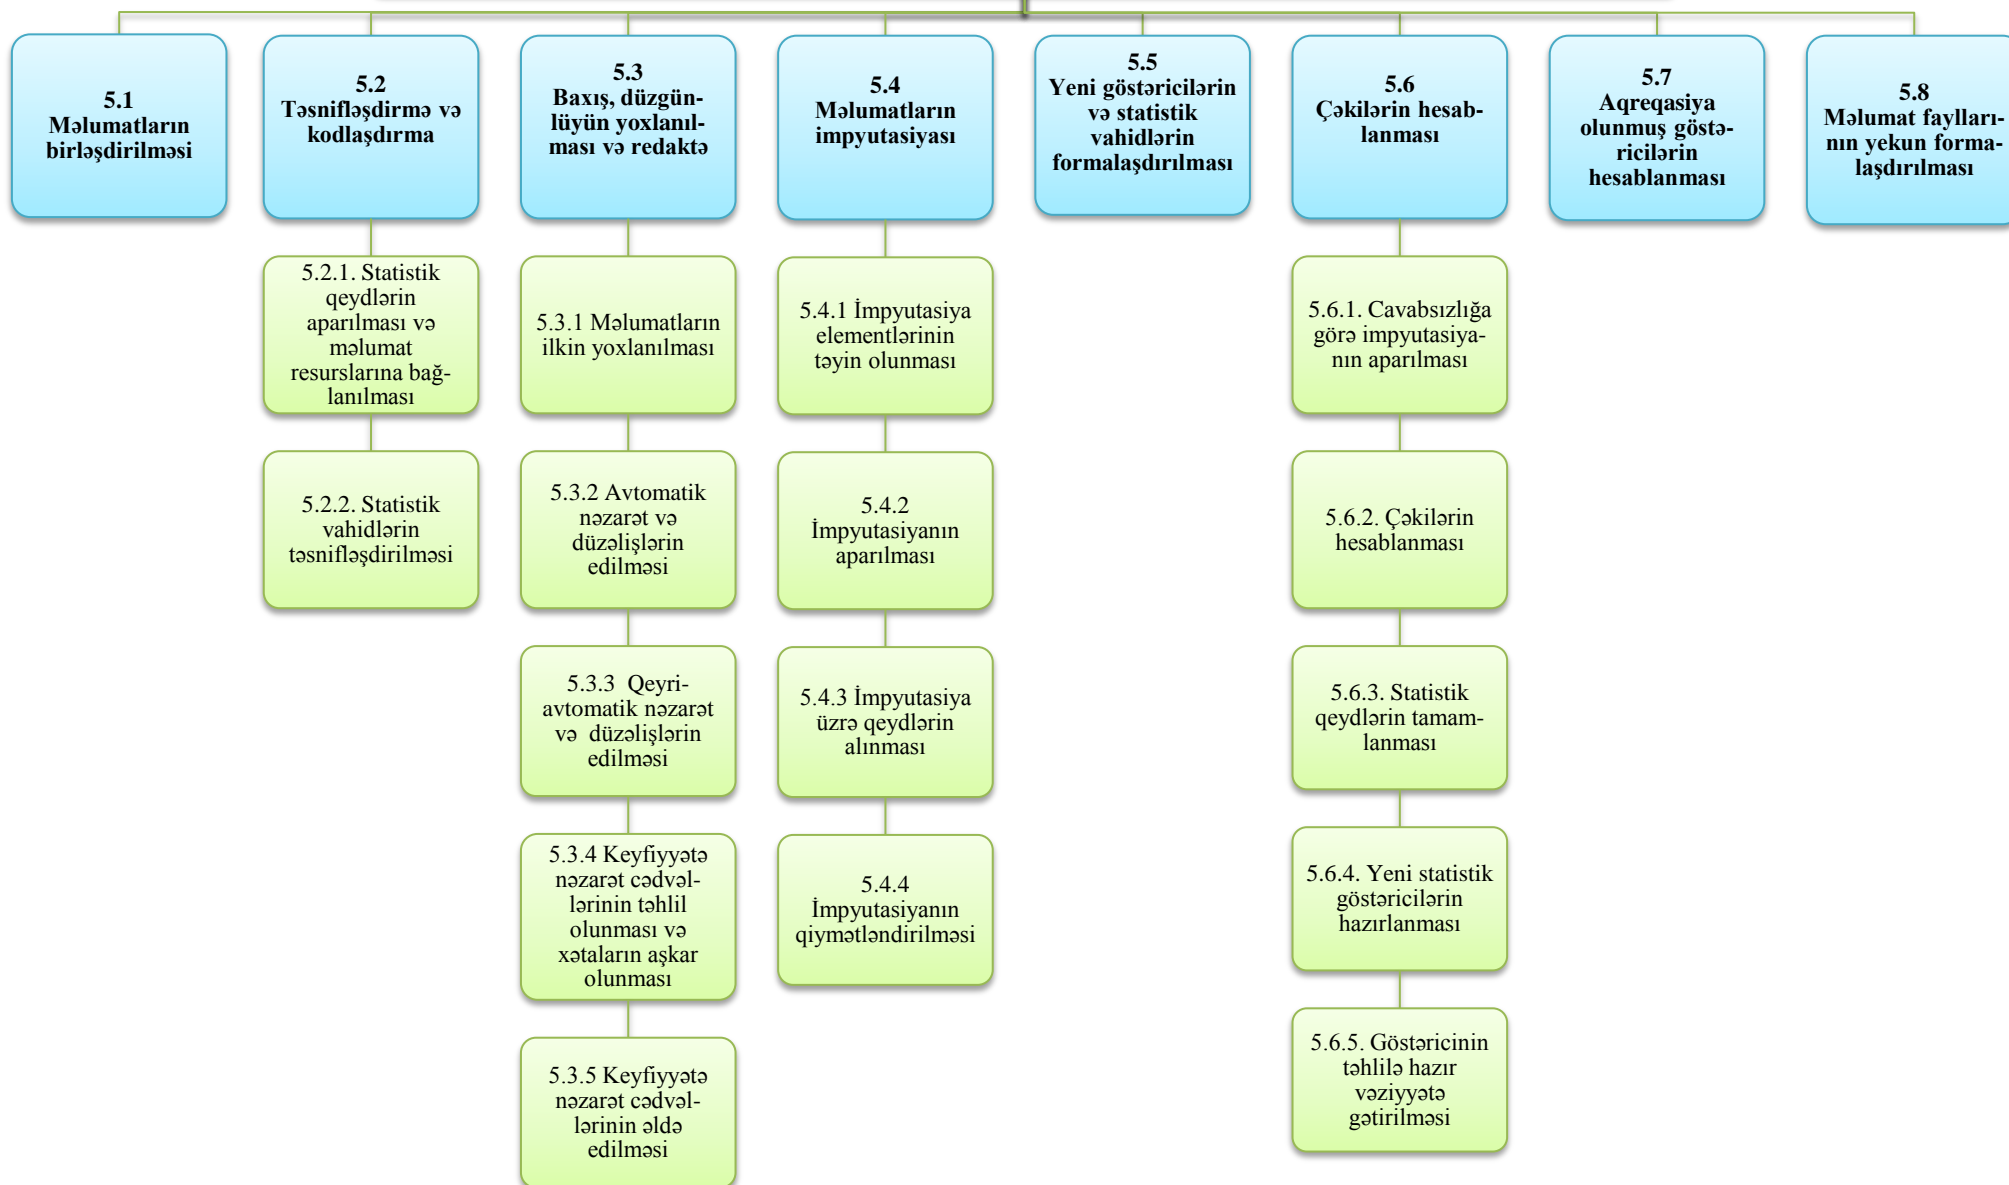 5.1
Məlumatların
birləşdirilməsi
5.2
Təsnifləşdirmə və
kodlaşdırma
5.3
Baxış, düzgün-
lüyün yoxlanıl-
ması və redaktə
5.4
Məlumatların
impyutasiyası
5.5
Yeni göstəricilərin
və statistik
vahidlərin
formalaşdırılması
5.6
Çəkilərin hesab-
lanması
5.7
Aqreqasiya
olunmuş göstə-
ricilərin
hesablanması
5.8
Məlumat faylları-
nın yekun forma-
laşdırılması
5.2.1. Statistik
qeydlərin
aparılması və
məlumat
resurslarına bağ-
lanılması
5.2.2. Statistik
vahidlərin
təsnifləşdirilməsi
5.3.1 Məlumatların
ilkin yoxlanılması
5.3.2 Avtomatik
nəzarət və
düzəlişlərin
edilməsi
5.3.3  Qeyri-
avtomatik nəzarət
və  düzəlişlərin
edilməsi
5.3.4 Keyfiyyətə
nəzarət cədvəl-
lərinin təhlil
olunması və
xətaların aşkar
olunması
5.3.5 Keyfiyyətə
nəzarət cədvəl-
lərinin əldə
edilməsi
5.4.1 İmpyutasiya
elementlərinin
təyin olunması
5.4.2
İmpyutasiyanın
aparılması
5.4.3 İmpyutasiya
üzrə qeydlərin
alınması
5.4.4
İmpyutasiyanın
qiymətləndirilməsi
5.6.1. Cavabsızlığa
görə impyutasiya-
nın aparılması
5.6.2. Çəkilərin
hesablanması
5.6.3. Statistik
qeydlərin tamam-
lanması
5.6.4. Yeni statistik
göstəricilərin
hazırlanması
5.6.5. Göstəricinin
təhlilə hazır
vəziyyətə
gətirilməsi